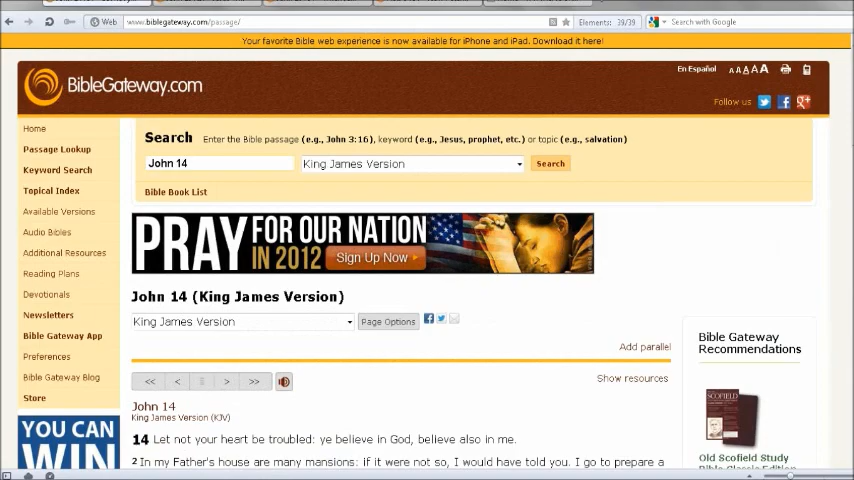 Web
www.biblegateway.com/passage/
Elements: 39/39
Search with Google
Your favorite Bible web experience is now available for iPhone and iPad. Download it here!
BibleGateway.com
En Español
A A A A A
Follow us
Home
Passage Lookup
Keyword Search
Topical Index
Available Versions
Audio Bibles
Additional Resources
Reading Plans
Devotionals
Newsletters
Bible Gateway App
Preferences
Bible Gateway Blog
Store
YOU CAN
WIN
Search Enter the Bible passage (e.g., John 3:16), keyword (e.g., Jesus, prophet, etc.) or topic (e.g., salvation)
John 14
King James Version
Search
Bible Book List
PRAY FOR OUR NATION
IN 2012
Sign Up Now
John 14 (King James Version)
King James Version
Page Options
Add parallel
<< < > >>
Show resources
John 14
King James Version (KJV)
14 Let not your heart be troubled: ye believe in God, believe also in me.
2 In my Father's house are many mansions: if it were not so, I would have told you. I go to prepare a
Bible Gateway
Recommendations
SCOFIELD
Old Scofield Study
Bible Classic Edition